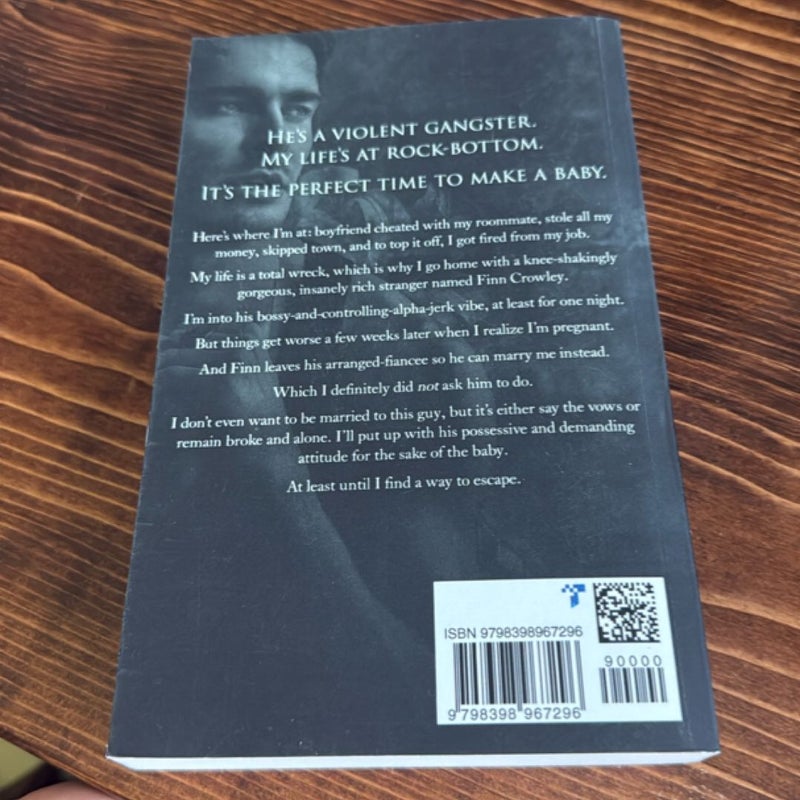 HE'S A VIOLENT GANGSTER.
MY LIFE'S AT ROCK-BOTTOM.
IT'S THE PERFECT TIME TO MAKE A BABY.
Here's where I'm at: boyfriend cheated with my roommate, stole all my
money, skipped town, and to top it off, I got fired from my job.
My life is a total wreck, which is why I go home with a knee-shakingly
gorgeous, insanely rich stranger named Finn Crowley.
I'm into his bossy-and-controlling-alpha-jerk vibe, at least for one night.
But things get worse a few weeks later when I realize I'm pregnant.
And Finn leaves his arranged-fiancee so he can marry me instead.
Which I definitely did not ask him to do.
I don't even want to be married to this guy, but it's either say the vows or
remain broke and alone. I'll put up with his possessive and demanding
attitude for the sake of the baby.
At least until I find a way to escape.
ISBN 9798398967296
90000
9 798398 967296